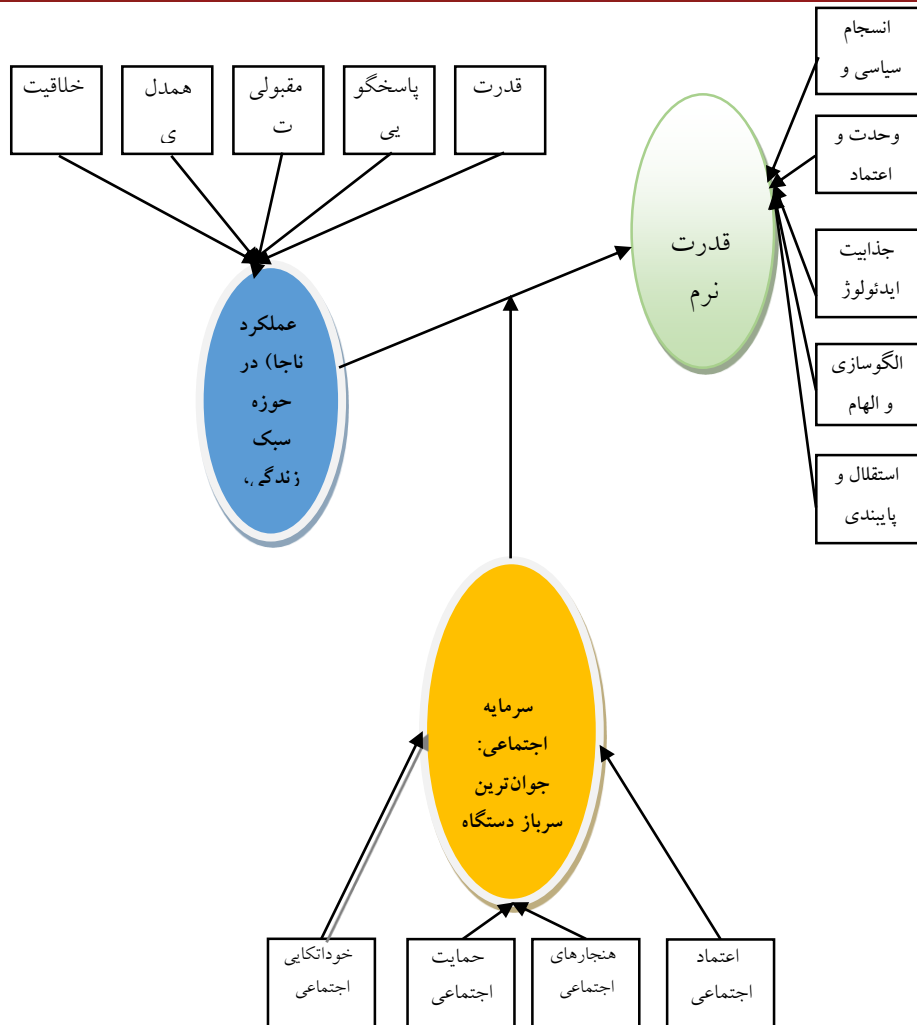 انسجام
سیاسی و
قدرت
پاسخگو
یی
مقبولی
ت
همدل
ی
خلاقیت
وحدت و
اعتماد
قدرت
نرم
جذابیت
ایدئولوژ
عملکرد
ناجا) در
حوزه
سبک
زندگی،
الگوسازی
و الهام
استقلال و
پایبندی
سرمایه
اجتماعی:
جوان‌ترین
سرباز دستگاه
اعتماد
اجتماعی
هنجارهای
اجتماعی
حمایت
اجتماعی
خوداتکایی
اجتماعی